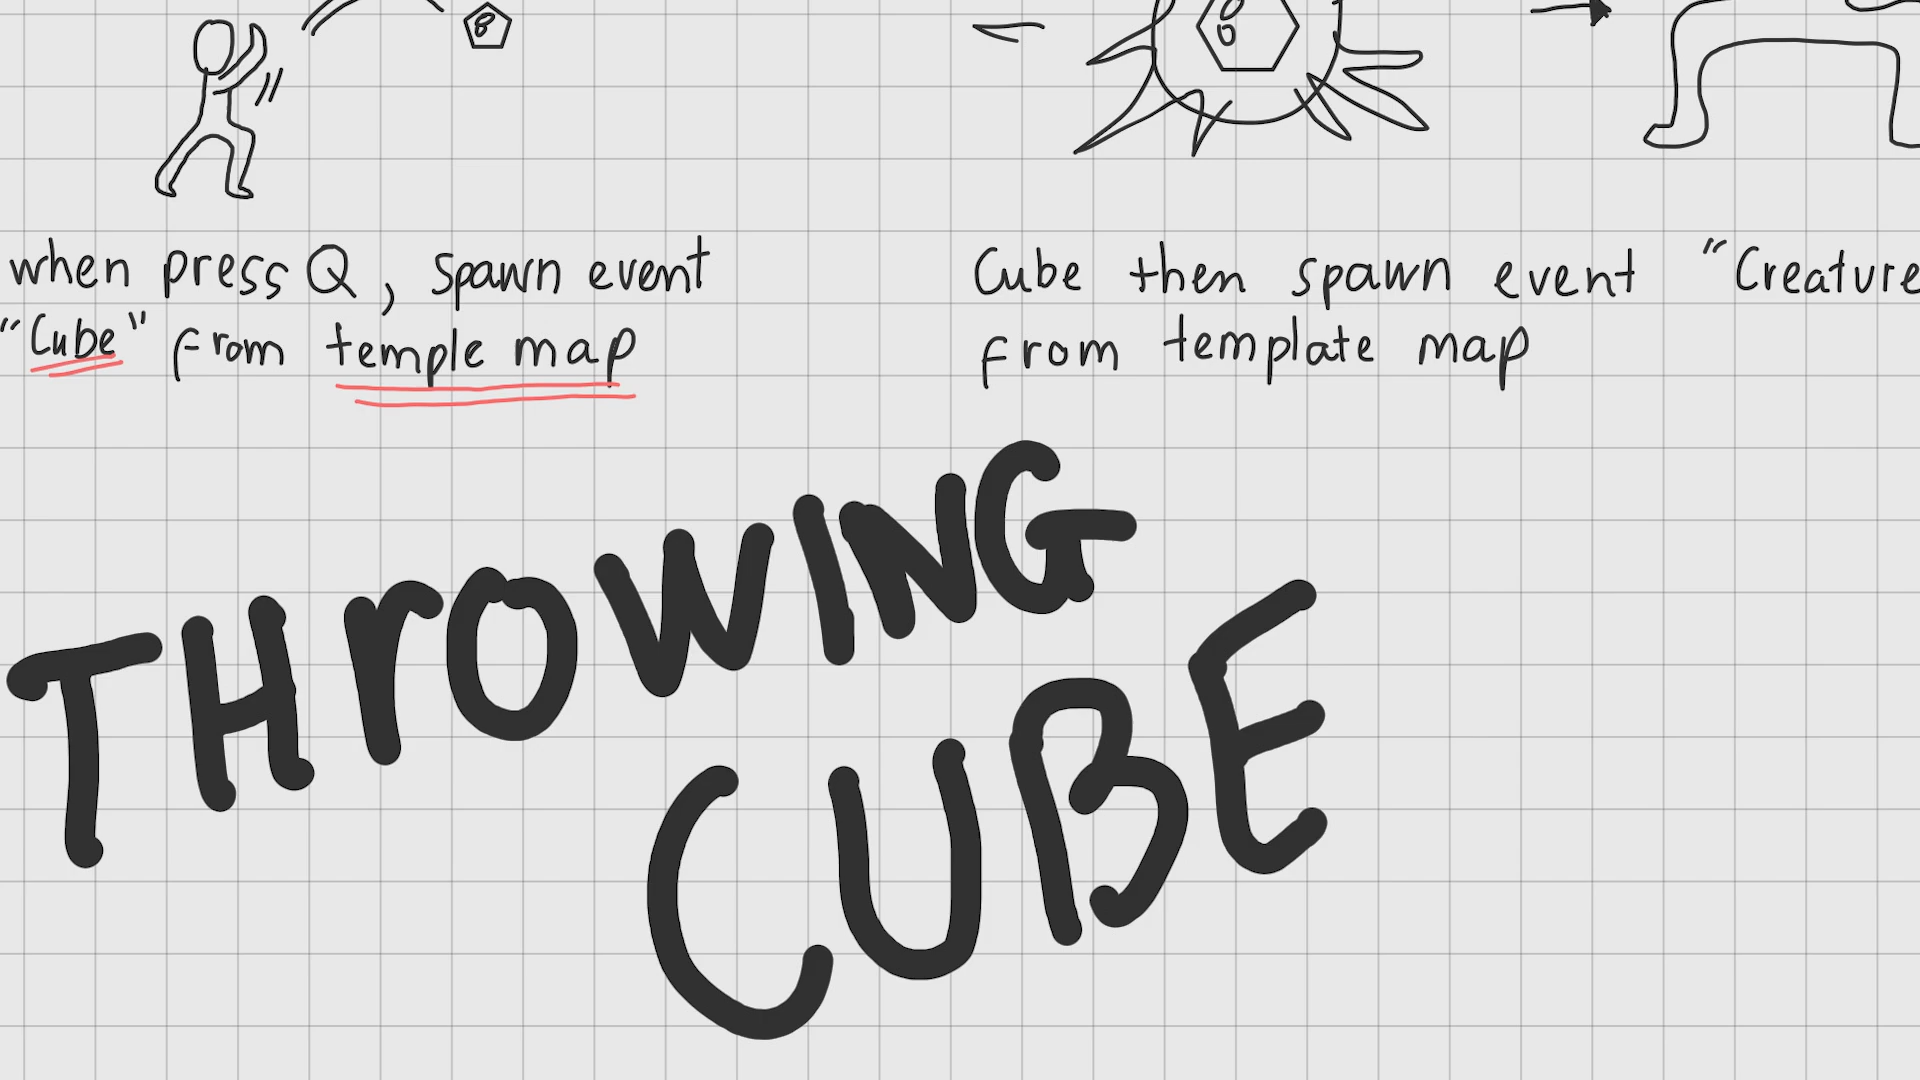 when press Q, spawn event
"Cube" from temple map
Cube then spawn event "Creature
from template map
THrOWING
CUBE